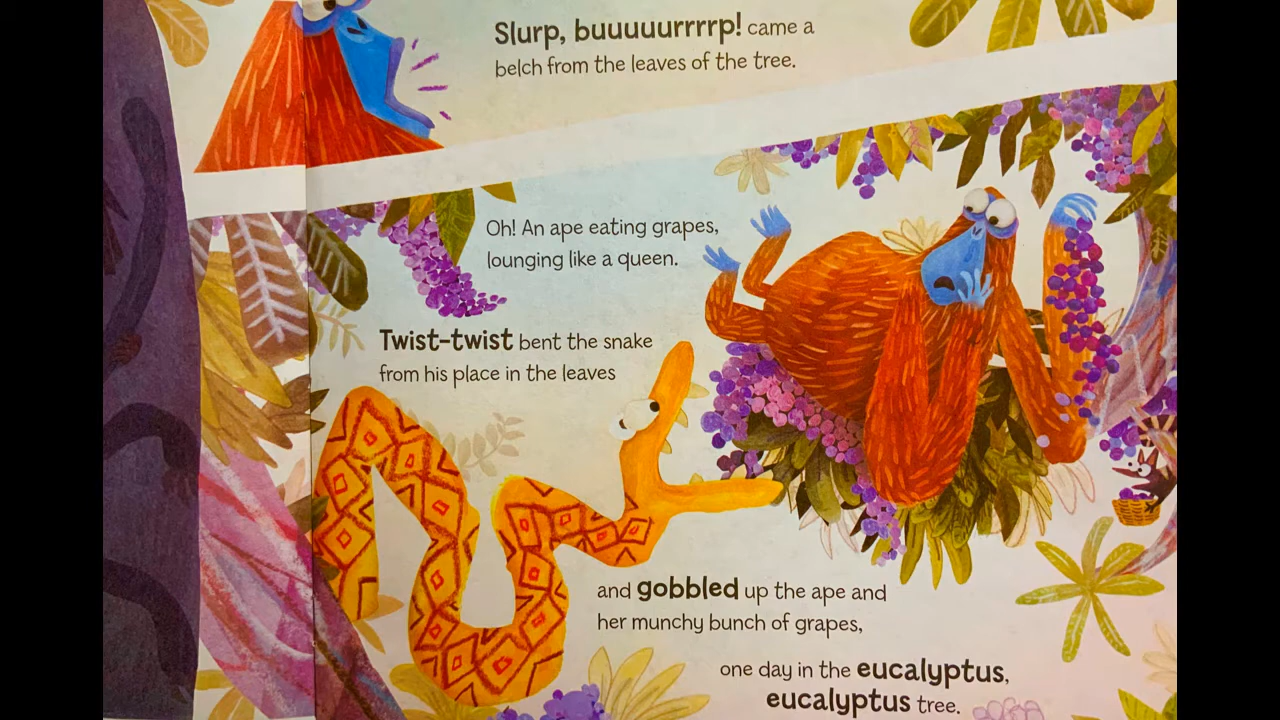 Slurp, buuuuurrrrp! came a
belch from the leaves of the tree.
Oh! An ape eating grapes,
lounging like a queen.
Twist-twist bent the snake
from his place in the leaves
and gobbled up the ape and
her munchy bunch of grapes,
one day in the eucalyptus,
eucalyptus tree.